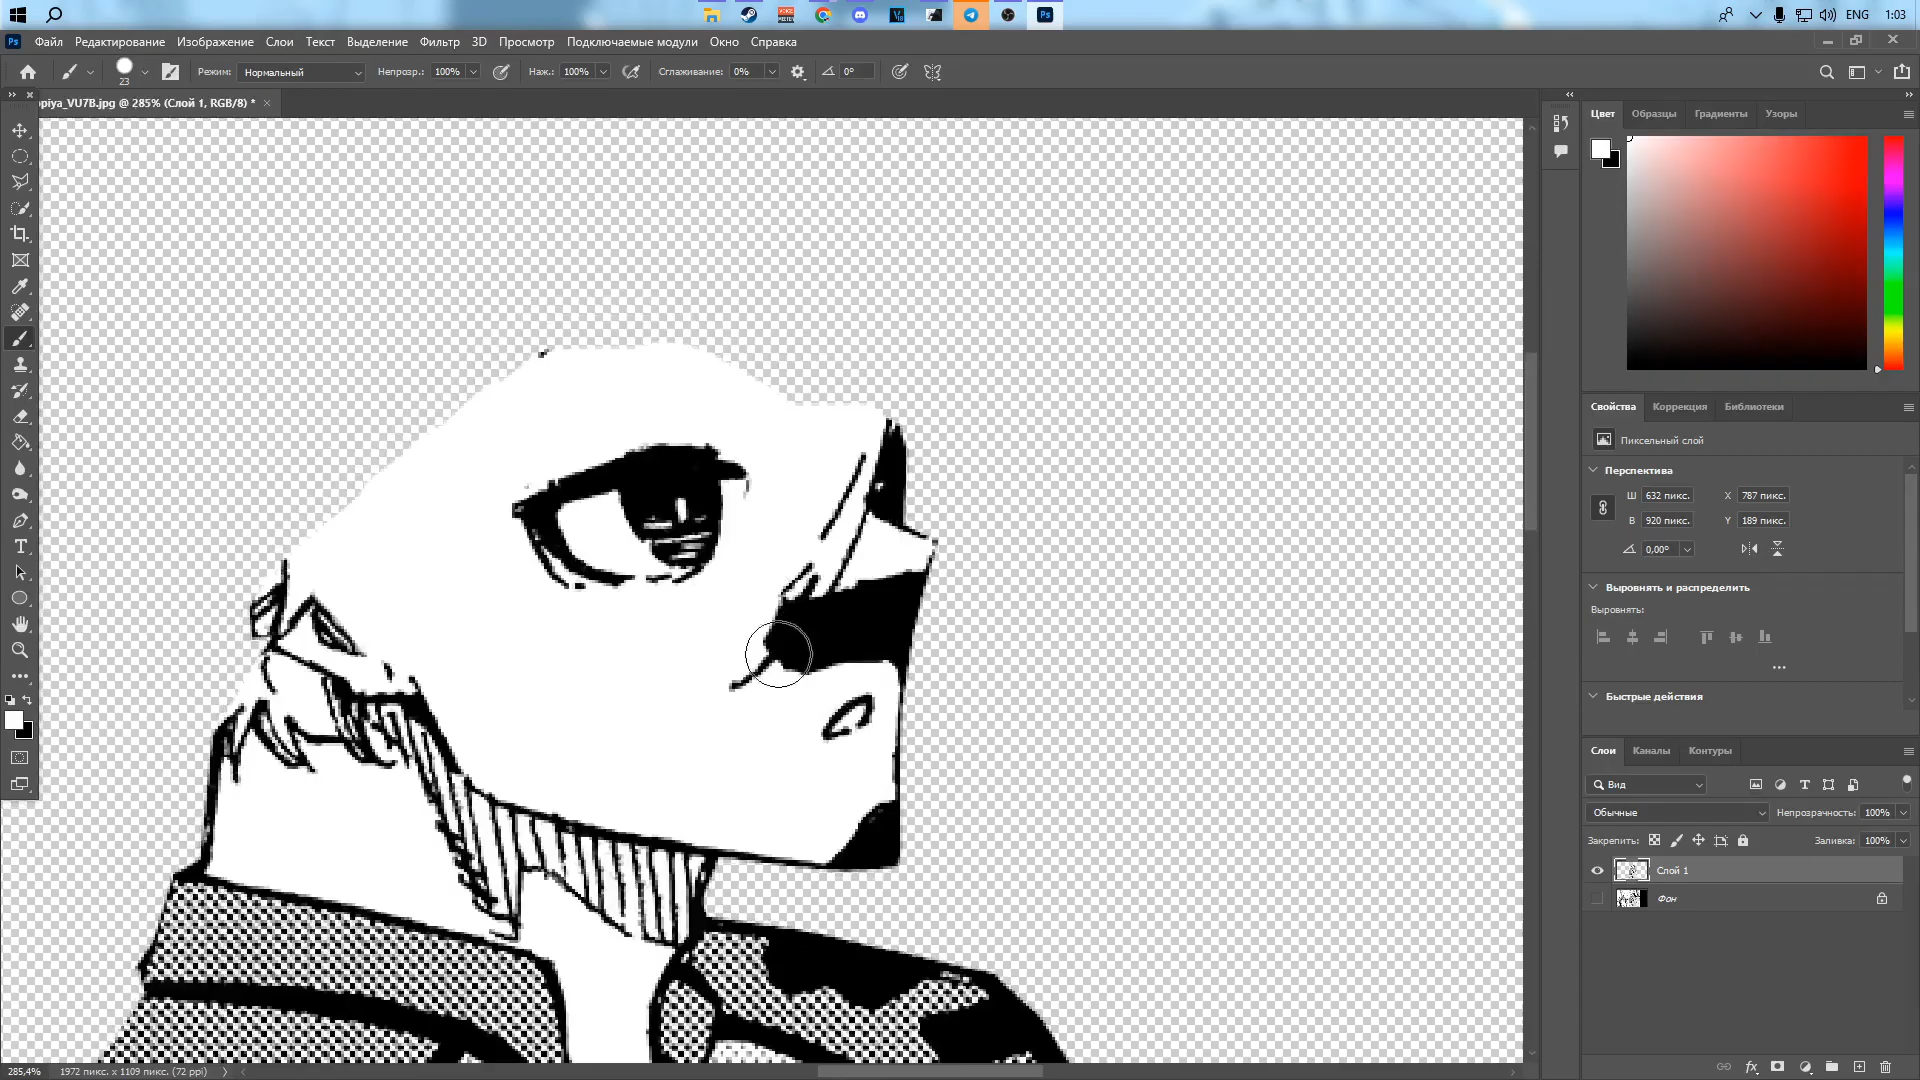 ENG
1:03
Ps
Файл Редактирование Изображение Слои Текст Выделение Фильтр 3D Просмотр Подключаемые модули Окно Справка
23
Режим: Нормальный Непрозр.: 100% Наж.: 100% Сглаживание: 0% 0°
opiya_VU7B.jpg @ 285% (Слой 1, RGB/8) *
Цвет Образцы Градиенты Узоры
Свойства Коррекция Библиотеки
Пиксельный слой
Перспектива
Ш 632 пикс. X 787 пикс.
В 920 пикс. Y 189 пикс.
0,00°
Выровнять и распределить
Выровнять:
Быстрые действия
Слои Каналы Контуры
Вид
Обычные Непрозрачность: 100%
Закрепить: Заливка: 100%
Слой 1
Фон
285,4% 1972 пикс. x 1109 пикс. (72 ppi)